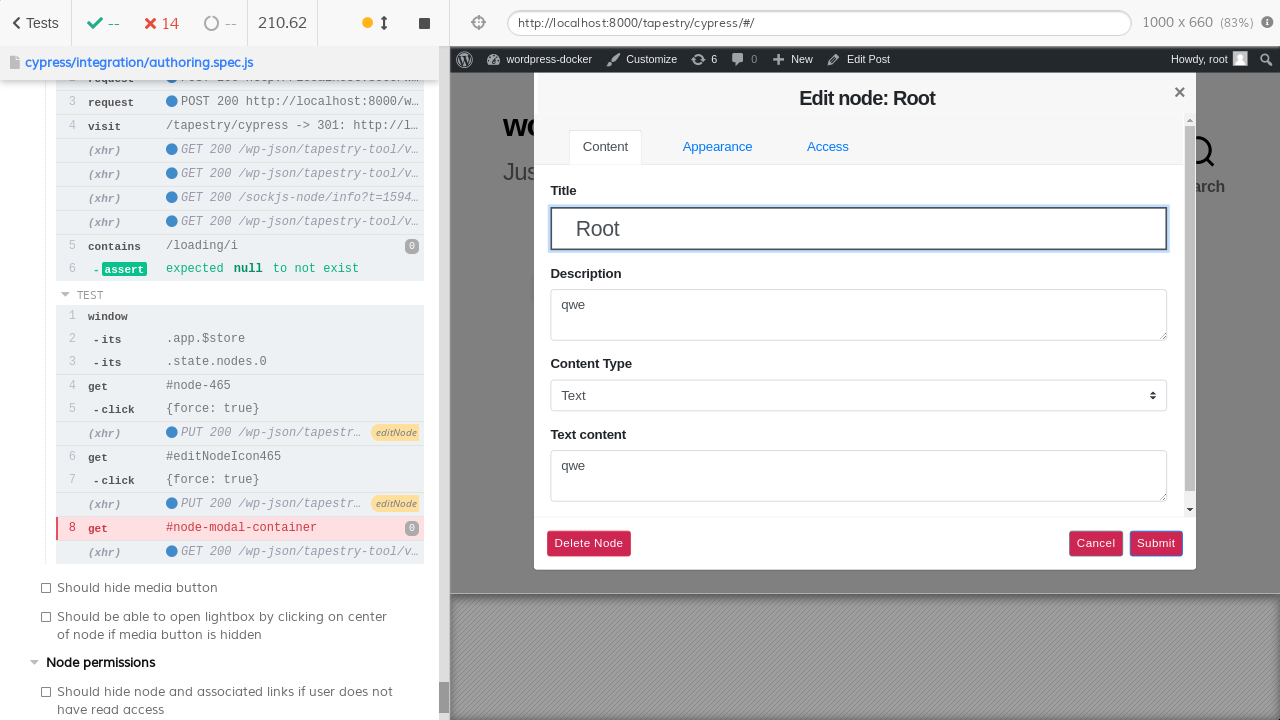 Tests
--
14
--
210.62
http://localhost:8000/tapestry/cypress/#/
1000 x 660 (83%)
cypress/integration/authoring.spec.js
3 request POST 200 http://localhost:8000/w...
4 visit /tapestry/cypress -> 301: http://l...
(xhr) GET 200 /wp-json/tapestry-tool/v...
(xhr) GET 200 /wp-json/tapestry-tool/v...
(xhr) GET 200 /sockjs-node/info?t=1594...
(xhr) GET 200 /wp-json/tapestry-tool/v...
5 contains /loading/i 0
6 - assert expected null to not exist
TEST
1 window
2 - its .app.$store
3 - its .state.nodes.0
4 get #node-465
5 - click {force: true}
(xhr) PUT 200 /wp-json/tapestr... editNode
6 get #editNodeIcon465
7 - click {force: true}
(xhr) PUT 200 /wp-json/tapestr... editNode
8 get #node-modal-container 0
(xhr) GET 200 /wp-json/tapestry-tool/v...
Should hide media button
Should be able to open lightbox by clicking on center
of node if media button is hidden
Node permissions
Should hide node and associated links if user does not
have read access
wordpress-docker
Customize
6
0
New
Edit Post
Howdy, root
wo
Jus
arch
Edit node: Root
×
Content
Appearance
Access
Title
Root
Description
qwe
Content Type
Text
Text content
qwe
Delete Node
Cancel
Submit